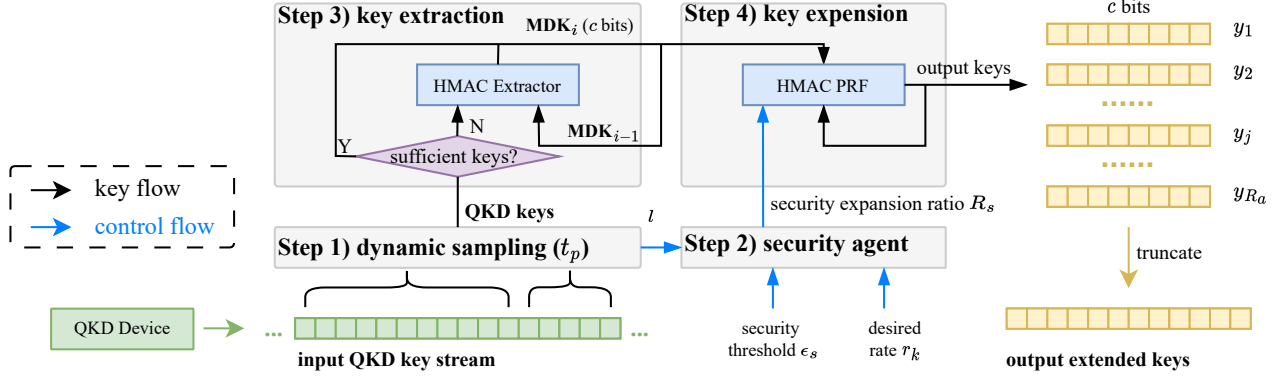 Step 3) key extraction
MDK_i (c bits)
HMAC Extractor
N
MDK_{i−1}
Y
sufficient keys?
QKD keys
Step 4) key expension
HMAC PRF
output keys
c bits
y_1
y_2
......
y_j
......
y_{R_a}
key flow
control flow
security expansion ratio R_s
l
Step 1) dynamic sampling (t_p)
Step 2) security agent
truncate
QKD Device
...
...
input QKD key stream
security
threshold ϵ_s
desired
rate r_k
output extended keys